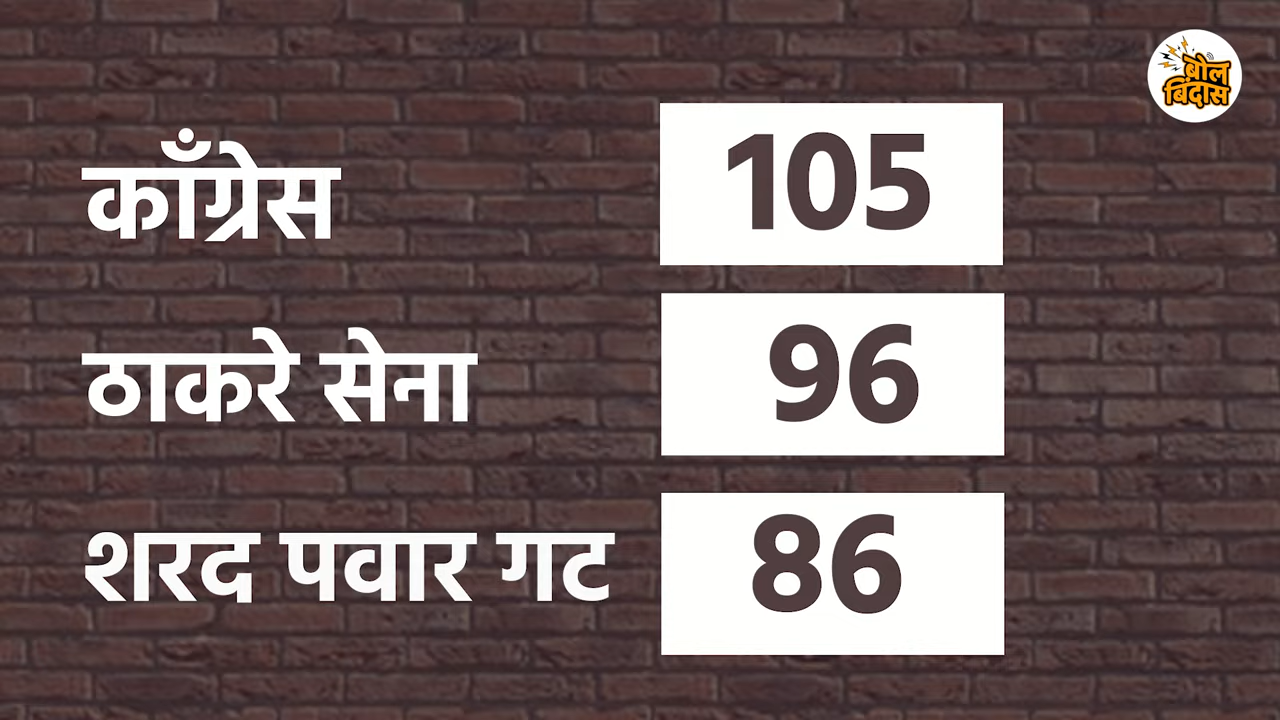 बोल
बिंदास
काँग्रेस 105
ठाकरे सेना 96
शरद पवार गट 86